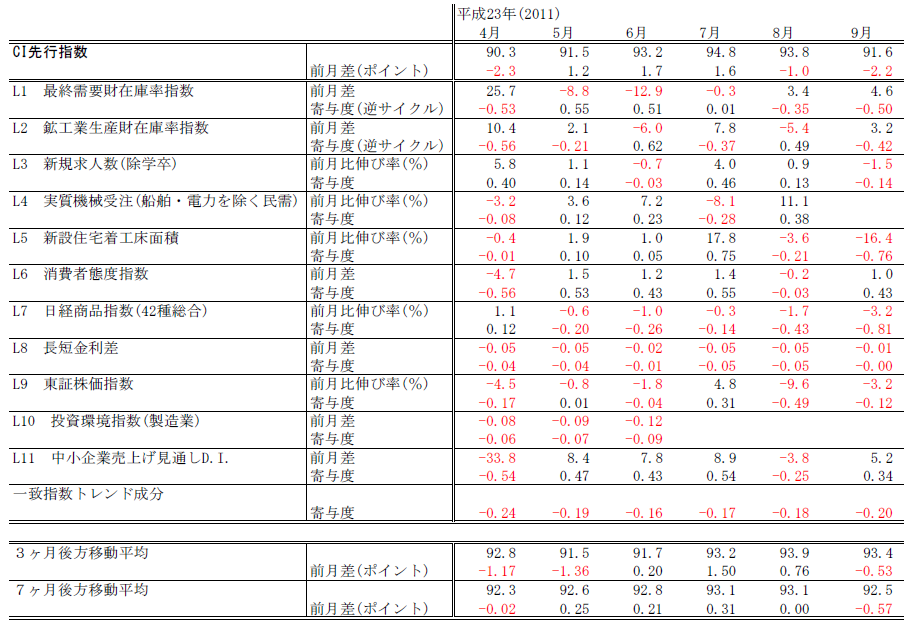 平成23年(2011)
4月 5月 6月 7月 8月 9月
CI先行指数 90.3 91.5 93.2 94.8 93.8 91.6
前月差(ポイント) -2.3 1.2 1.7 1.6 -1.0 -2.2
L1 最終需要財在庫率指数 前月差 25.7 -8.8 -12.9 -0.3 3.4 4.6
寄与度(逆サイクル) -0.53 0.55 0.51 0.01 -0.35 -0.50
L2 鉱工業生産財在庫率指数 前月差 10.4 2.1 -6.0 7.8 -5.4 3.2
寄与度(逆サイクル) -0.56 -0.21 0.62 -0.37 0.49 -0.42
L3 新規求人数(除学卒) 前月比伸び率(%) 5.8 1.1 -0.7 4.0 0.9 -1.5
寄与度 0.40 0.14 -0.03 0.46 0.13 -0.14
L4 実質機械受注(船舶・電力を除く民需) 前月比伸び率(%) -3.2 3.6 7.2 -8.1 11.1
寄与度 -0.08 0.12 0.23 -0.28 0.38
L5 新設住宅着工床面積 前月比伸び率(%) -0.4 1.9 1.0 17.8 -3.6 -16.4
寄与度 -0.01 0.10 0.05 0.75 -0.21 -0.76
L6 消費者態度指数 前月差 -4.7 1.5 1.2 1.4 -0.2 1.0
寄与度 -0.56 0.53 0.43 0.55 -0.03 0.43
L7 日経商品指数(42種総合) 前月比伸び率(%) 1.1 -0.6 -1.0 -0.3 -1.7 -3.2
寄与度 0.12 -0.20 -0.26 -0.14 -0.43 -0.81
L8 長短金利差 前月差 -0.05 -0.05 -0.02 -0.05 -0.05 -0.01
寄与度 -0.04 -0.04 -0.01 -0.05 -0.05 -0.00
L9 東証株価指数 前月比伸び率(%) -4.5 -0.8 -1.8 4.8 -9.6 -3.2
寄与度 -0.17 0.01 -0.04 0.31 -0.49 -0.12
L10 投資環境指数(製造業) 前月差 -0.08 -0.09 -0.12
寄与度 -0.06 -0.07 -0.09
L11 中小企業売上げ見通しD.I. 前月差 -33.8 8.4 7.8 8.9 -3.8 5.2
寄与度 -0.54 0.47 0.43 0.54 -0.25 0.34
一致指数トレンド成分
寄与度 -0.24 -0.19 -0.16 -0.17 -0.18 -0.20
3ヶ月後方移動平均 92.8 91.5 91.7 93.2 93.9 93.4
前月差(ポイント) -1.17 -1.36 0.20 1.50 0.76 -0.53
7ヶ月後方移動平均 92.3 92.6 92.8 93.1 93.1 92.5
前月差(ポイント) -0.02 0.25 0.21 0.31 0.00 -0.57